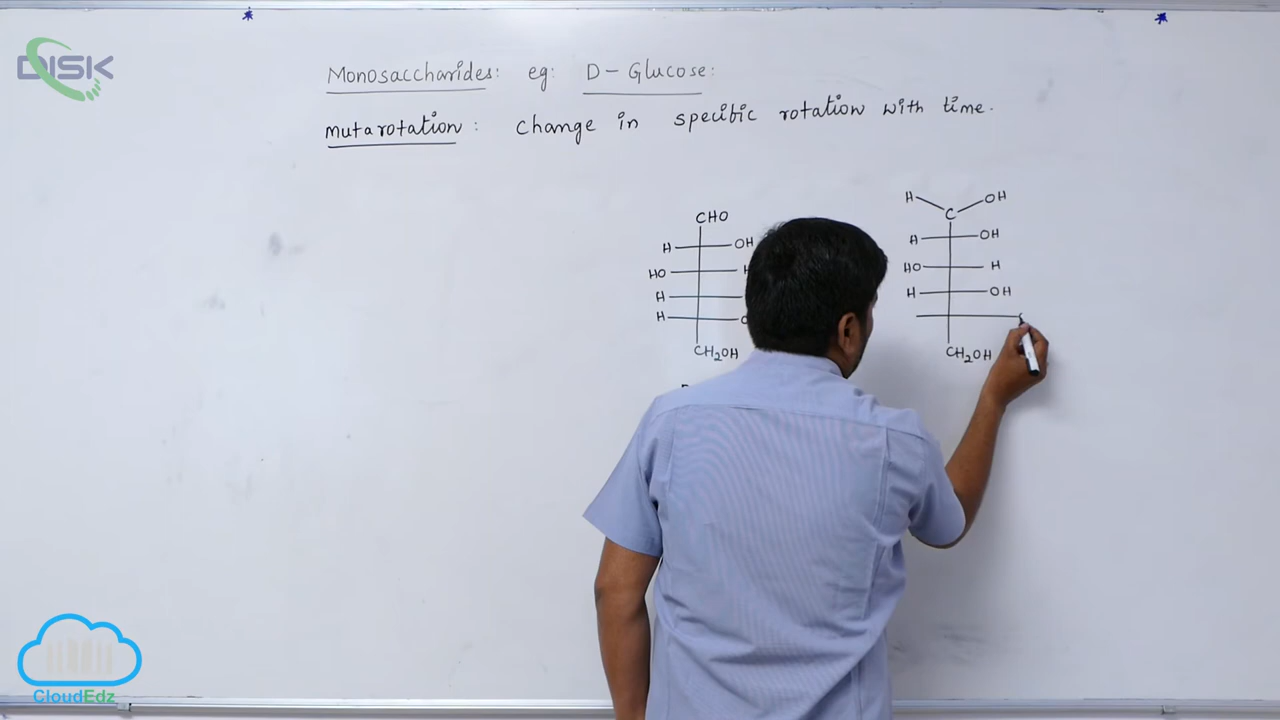 DISK
Monosaccharides: eg: D- Glucose:
Mutarotation: Change in specific rotation with time.
CHO
H OH
HO H
H
H
CH2OH
H OH
C
H OH
HO H
H OH
CH2OH
CloudEdz